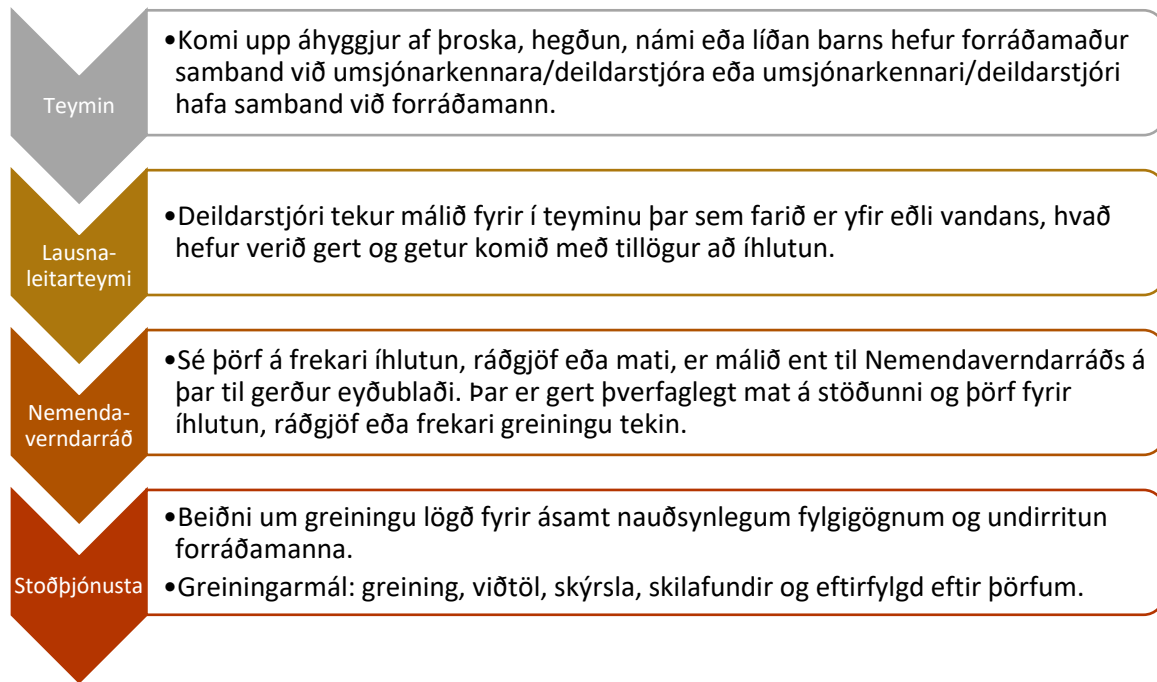 Teymin
•Komi upp áhyggjur af þroska, hegðun, námi eða líðan barns hefur forráðamaður
samband við umsjónarkennara/deildarstjóra eða umsjónarkennari/deildarstjóri
hafa samband við forráðamann.
Lausna-
leitarteymi
•Deildarstjóri tekur málið fyrir í teyminu þar sem farið er yfir eðli vandans, hvað
hefur verið gert og getur komið með tillögur að íhlutun.
Nemenda-
verndarráð
•Sé þörf á frekari íhlutun, ráðgjöf eða mati, er málið ent til Nemendaverndarráðs á
þar til gerður eyðublaði. Þar er gert þverfaglegt mat á stöðunni og þörf fyrir
íhlutun, ráðgjöf eða frekari greiningu tekin.
Stoðþjónusta
•Beiðni um greiningu lögð fyrir ásamt nauðsynlegum fylgigögnum og undirritun
forráðamanna.
•Greiningarmál: greining, viðtöl, skýrsla, skilafundir og eftirfylgd eftir þörfum.